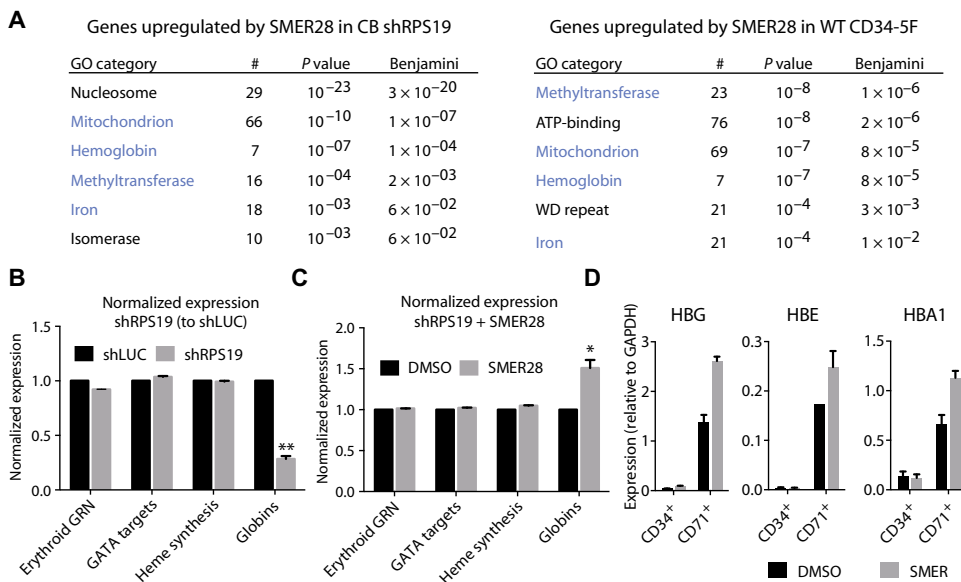 A
Genes upregulated by SMER28 in CB shRPS19
GO category # P value Benjamini
Nucleosome 29 10−23 3 × 10−20
Mitochondrion 66 10−10 1 × 10−07
Hemoglobin 7 10−07 1 × 10−04
Methyltransferase 16 10−04 2 × 10−03
Iron 18 10−03 6 × 10−02
Isomerase 10 10−03 6 × 10−02
Genes upregulated by SMER28 in WT CD34-5F
GO category # P value Benjamini
Methyltransferase 23 10−8 1 × 10−6
ATP-binding 76 10−8 2 × 10−6
Mitochondrion 69 10−7 8 × 10−5
Hemoglobin 7 10−7 8 × 10−5
WD repeat 21 10−4 3 × 10−3
Iron 21 10−4 1 × 10−2
B
Normalized expression
shRPS19 (to shLUC)
Normalized expression
1.5
1.0
0.5
0.0
shLUC shRPS19
**
Erythroid GRN
GATA targets
Heme synthesis
Globins
C
Normalized expression
shRPS19 + SMER28
Normalized expression
2.0
1.5
1.0
0.5
0.0
DMSO SMER28
*
Erythroid GRN
GATA targets
Heme synthesis
Globins
D
Expression (relative to GAPDH)
HBG
3
2
1
0
CD34+
CD71+
HBE
0.3
0.2
0.1
0.0
CD34+
CD71+
HBA1
1.5
1.0
0.5
0.0
CD34+
CD71+
DMSO SMER